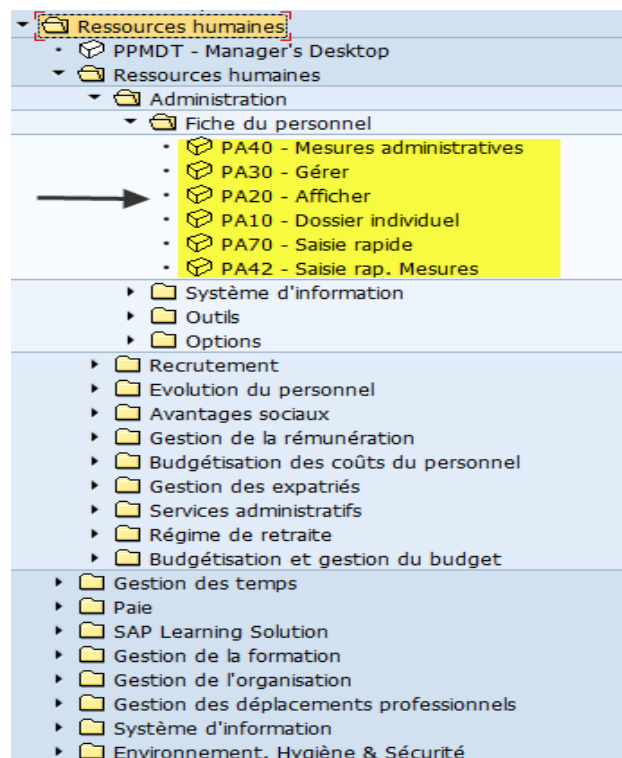 Ressources humaines
PPMDT - Manager's Desktop
Ressources humaines
Administration
Fiche du personnel
PA40 - Mesures administratives
PA30 - Gérer
PA20 - Afficher
PA10 - Dossier individuel
PA70 - Saisie rapide
PA42 - Saisie rap. Mesures
Système d'information
Outils
Options
Recrutement
Evolution du personnel
Avantages sociaux
Gestion de la rémunération
Budgétisation des coûts du personnel
Gestion des expatriés
Services administratifs
Régime de retraite
Budgétisation et gestion du budget
Gestion des temps
Paie
SAP Learning Solution
Gestion de la formation
Gestion de l'organisation
Gestion des déplacements professionnels
Système d'information
Environnement, Hygiène & Sécurité